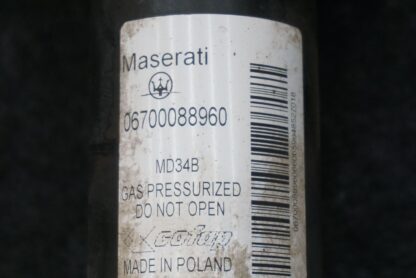 Maserati
06700088960
MD34B
GAS PRESSURIZED
DO NOT OPEN
MADE IN POLAND